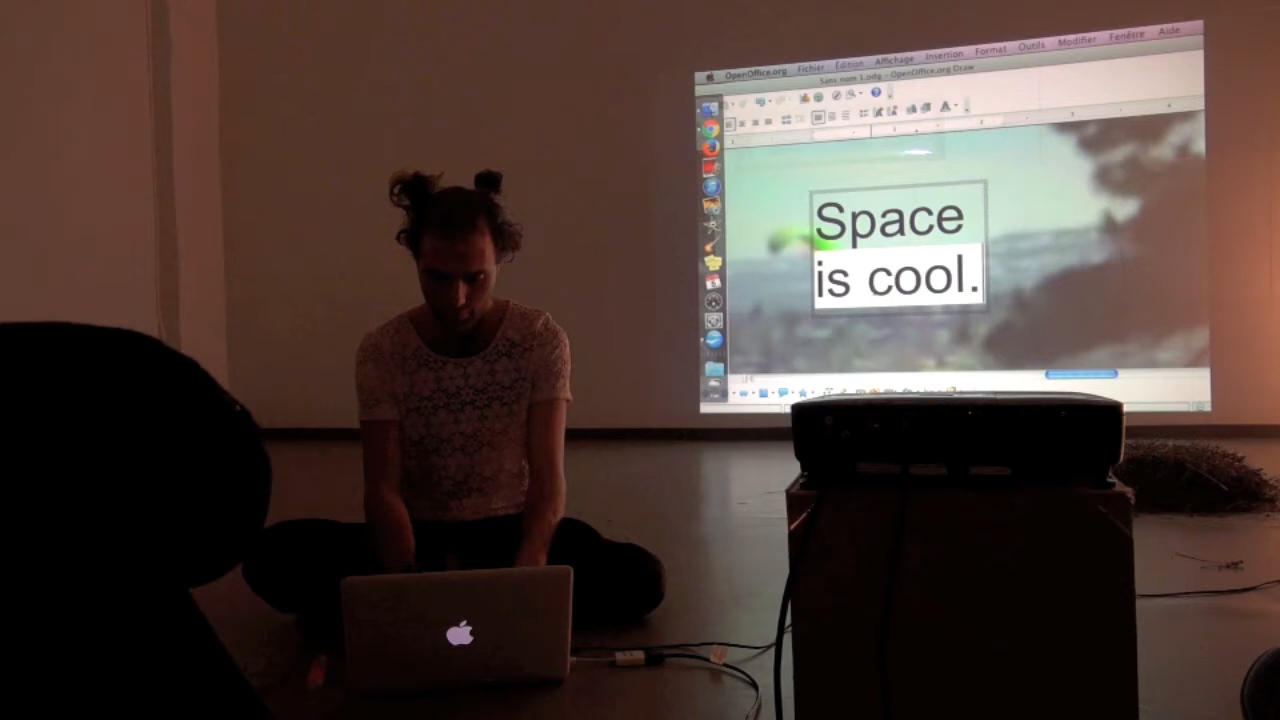 OpenOffice.org Fichier Édition Affichage Insertion Format Outils Modifier Fenêtre Aide
Sans nom 1.odg - OpenOffice.org Draw
Space
is cool.